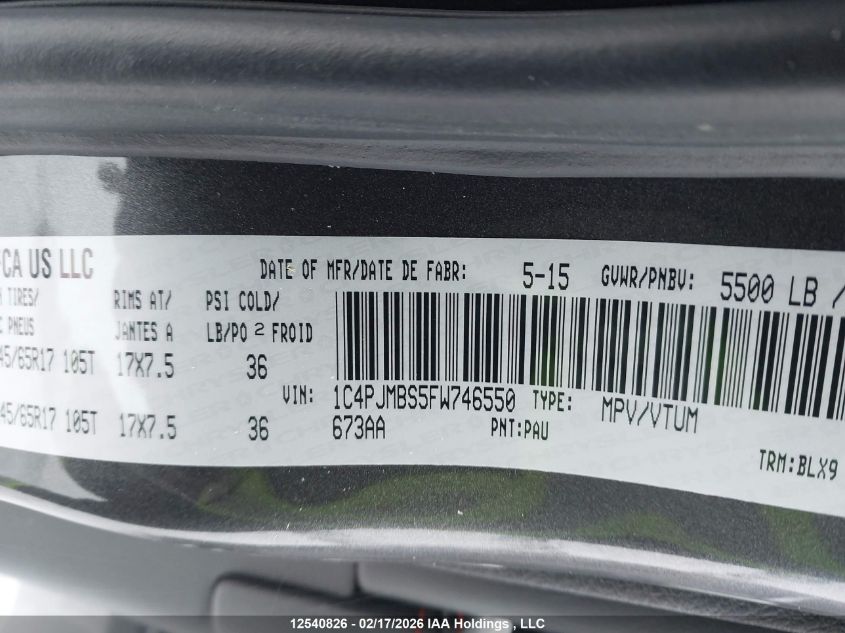 FCA US LLC
DATE OF MFR/DATE DE FABR: 5-15 GVWR/PNBV: 5500 LB /
TIRES/ RIMS AT/ PSI COLD/
PNEUS JANTES A LB/PO 2 FROID
45/65R17 105T 17X7.5 36
VIN: 1C4PJMBS5FW746550 TYPE: MPV/VTUM
45/65R17 105T 17X7.5 36 673AA PNT:PAU
TRM:BLX9
12540826 - 02/17/2026 IAA Holdings , LLC